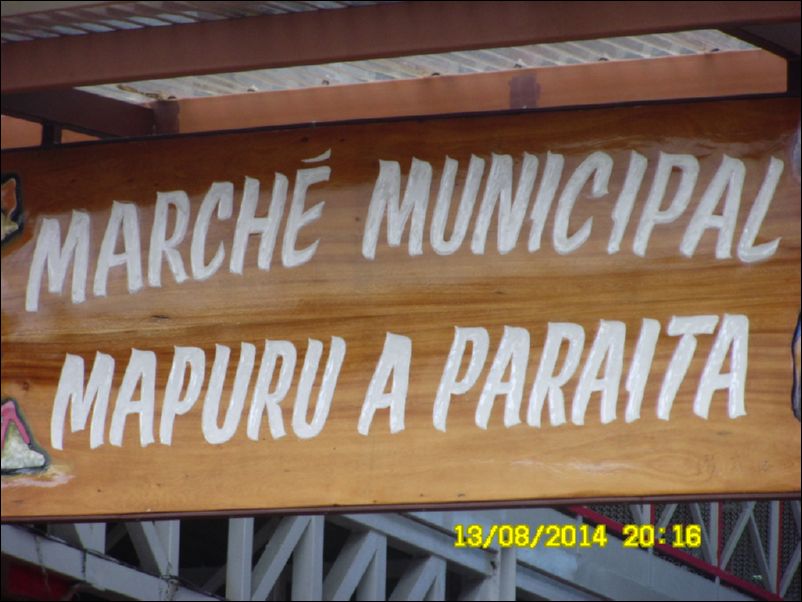 MARCHÉ MUNICIPAL
MAPURU A PARAITA
13/08/2014 20:16